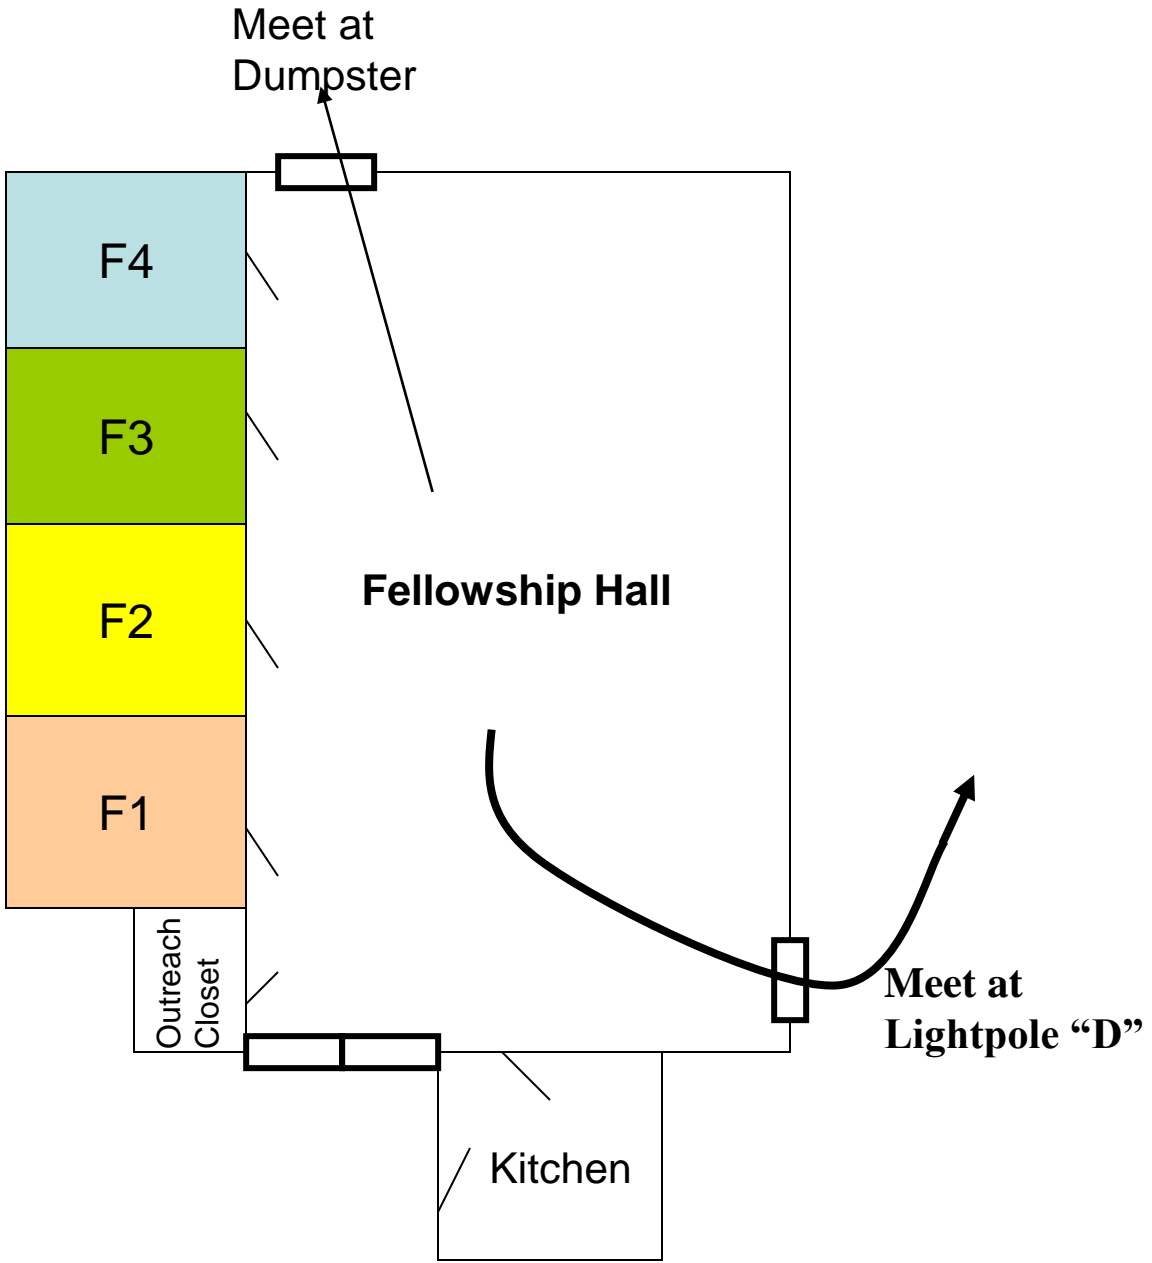 Meet at
Dumpster
F4
F3
Fellowship Hall
F2
F1
Outreach
Closet
Meet at
Lightpole “D”
Kitchen